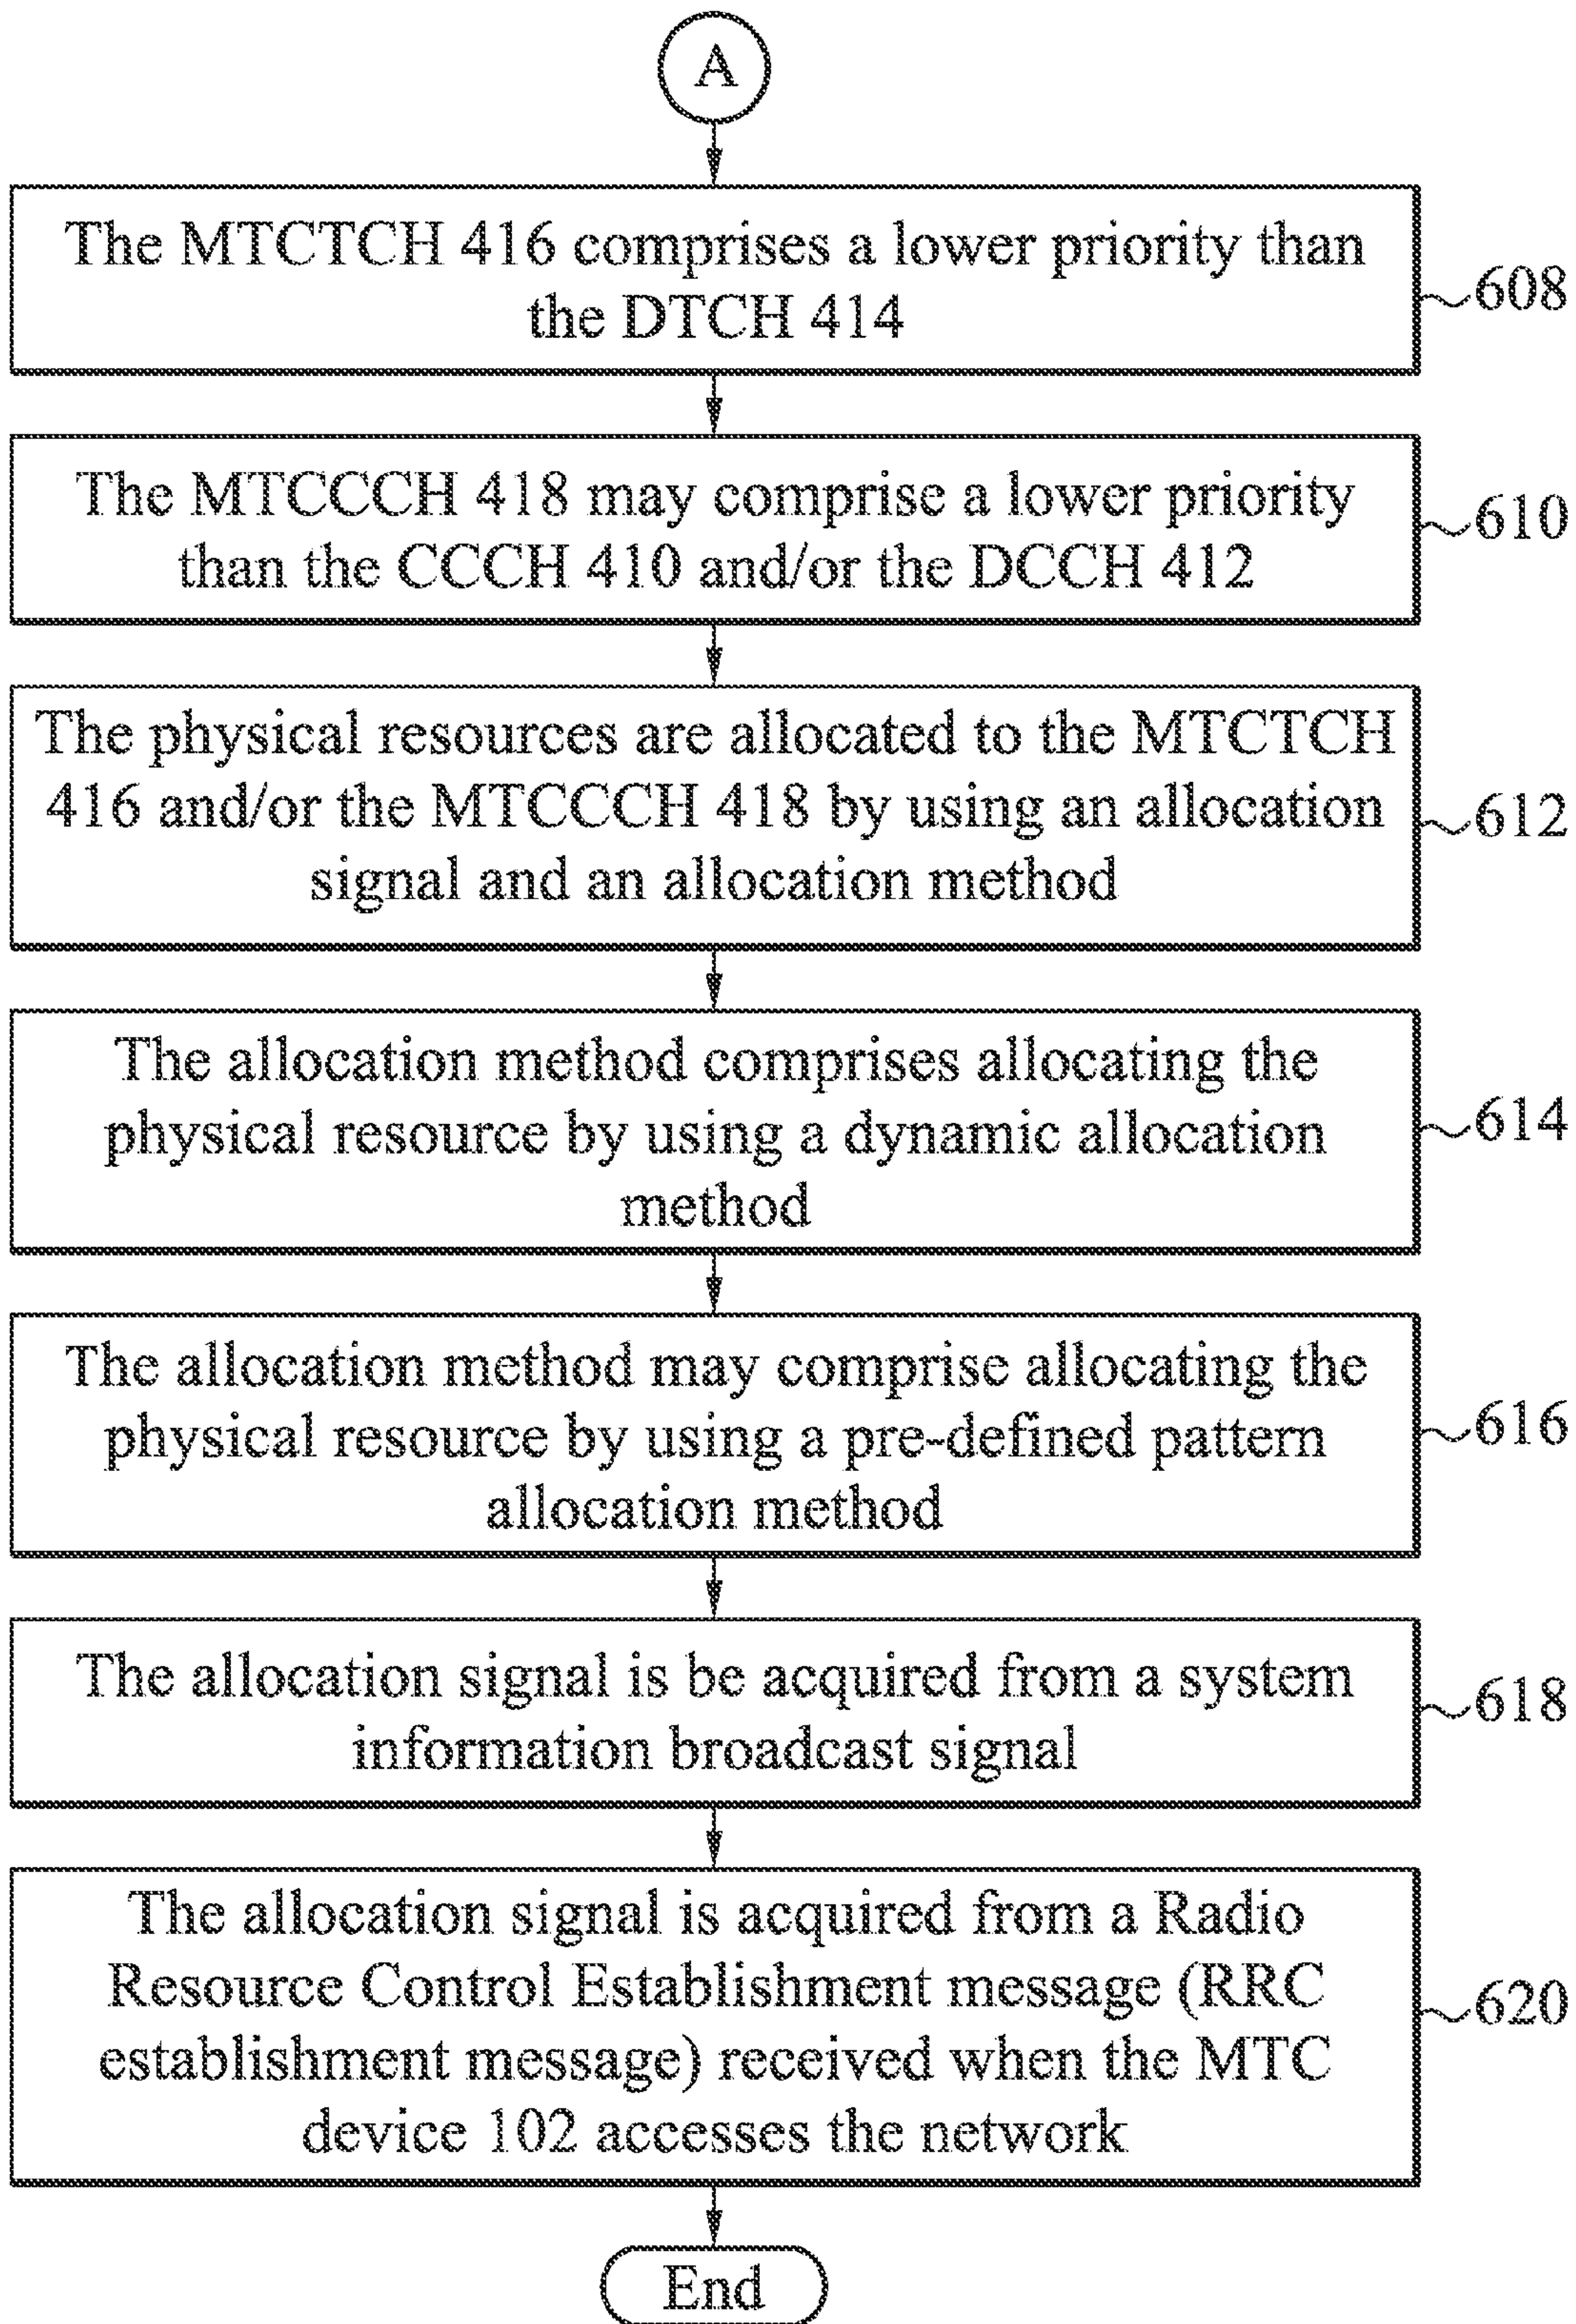 A
The MTCTCH 416 comprises a lower priority than
the DTCH 414
608
The MTCCCH 418 may comprise a lower priority
than the CCCH 410 and/or the DCCH 412
610
The physical resources are allocated to the MTCTCH
416 and/or the MTCCCH 418 by using an allocation
signal and an allocation method
612
The allocation method comprises allocating the
physical resource by using a dynamic allocation
method
614
The allocation method may comprise allocating the
physical resource by using a pre-defined pattern
allocation method
616
The allocation signal is be acquired from a system
information broadcast signal
618
The allocation signal is acquired from a Radio
Resource Control Establishment message (RRC
establishment message) received when the MTC
device 102 accesses the network
620
End